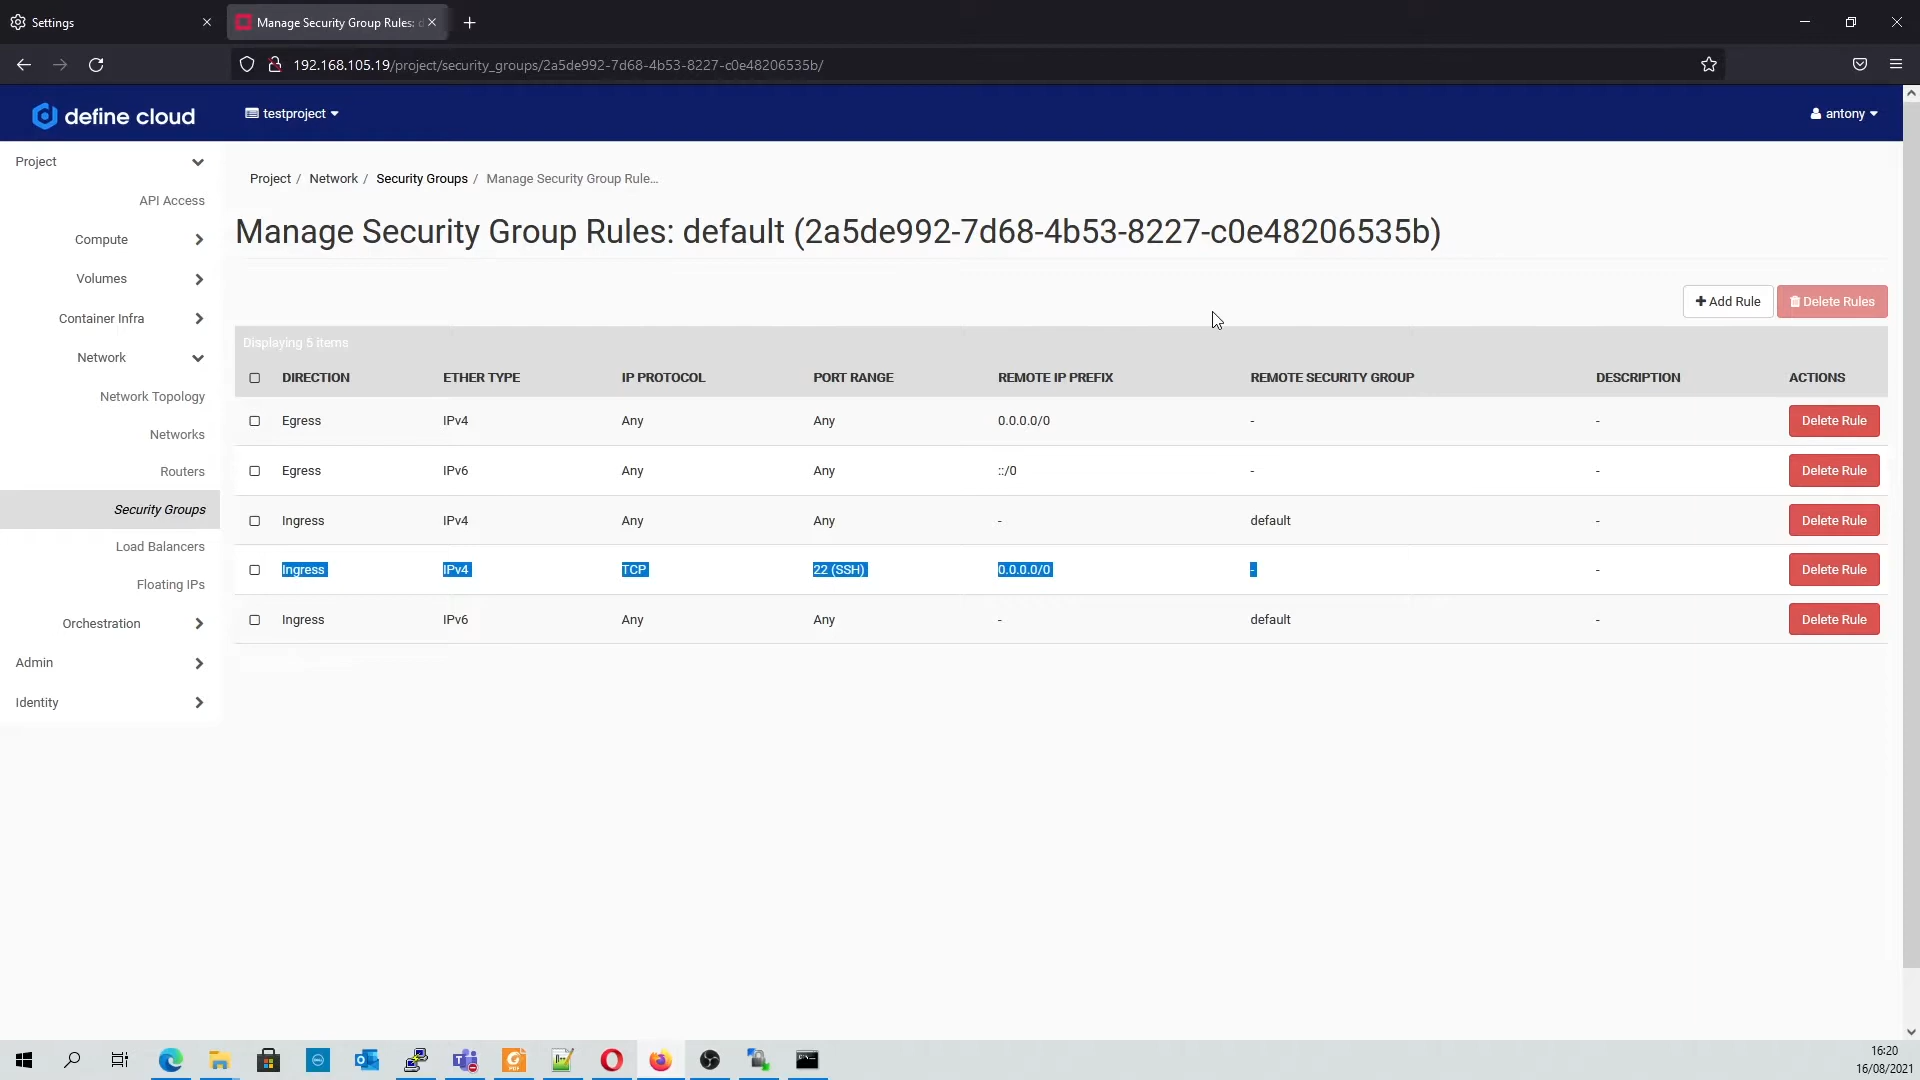 Settings
Manage Security Group Rules: d
192.168.105.19/project/security_groups/2a5de992-7d68-4b53-8227-c0e48206535b/
define cloud
testproject
antony
Project
API Access
Compute
Volumes
Container Infra
Network
Network Topology
Networks
Routers
Security Groups
Load Balancers
Floating IPs
Orchestration
Admin
Identity
Project / Network / Security Groups / Manage Security Group Rule...
Manage Security Group Rules: default (2a5de992-7d68-4b53-8227-c0e48206535b)
Add Rule Delete Rules
Displaying 5 items
DIRECTION ETHER TYPE IP PROTOCOL PORT RANGE REMOTE IP PREFIX REMOTE SECURITY GROUP DESCRIPTION ACTIONS
Egress IPv4 Any Any 0.0.0.0/0 - - Delete Rule
Egress IPv6 Any Any ::/0 - - Delete Rule
Ingress IPv4 Any Any - default - Delete Rule
Ingress IPv4 TCP 22 (SSH) 0.0.0.0/0 - - Delete Rule
Ingress IPv6 Any Any - default - Delete Rule
16:20
16/08/2021